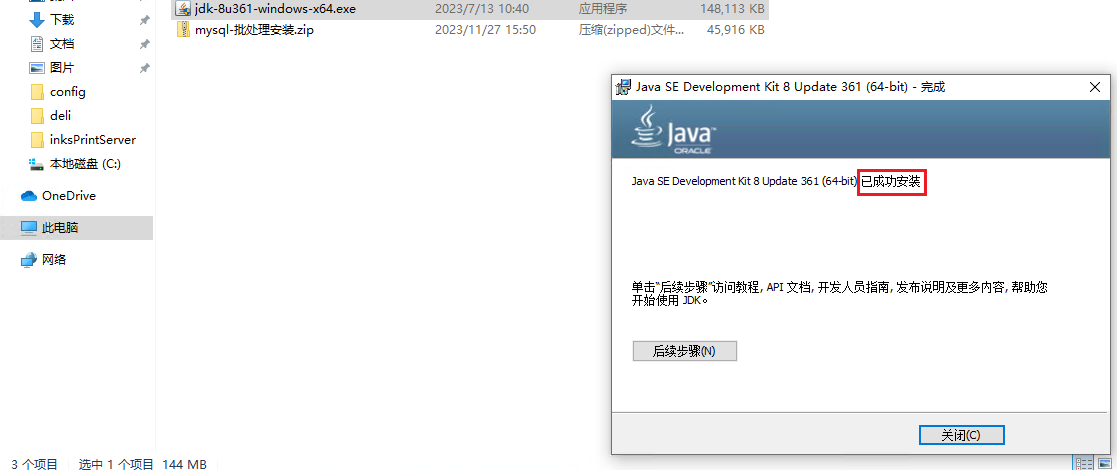 jdk-8u361-windows-x64.exe 2023/7/13 10:40 应用程序 148,113 KB
mysql-批处理安装.zip 2023/11/27 15:50 压缩(zipped)文件... 45,916 KB
下载
文档
图片
config
deli
inksPrintServer
本地磁盘 (C:)
OneDrive
此电脑
网络
Java SE Development Kit 8 Update 361 (64-bit) - 完成
Java™
ORACLE
Java SE Development Kit 8 Update 361 (64-bit) 已成功安装
单击“后续步骤”访问教程, API 文档, 开发人员指南, 发布说明及更多内容, 帮助您
开始使用 JDK。
后续步骤(N)
关闭(C)
3 个项目 选中 1 个项目 144 MB